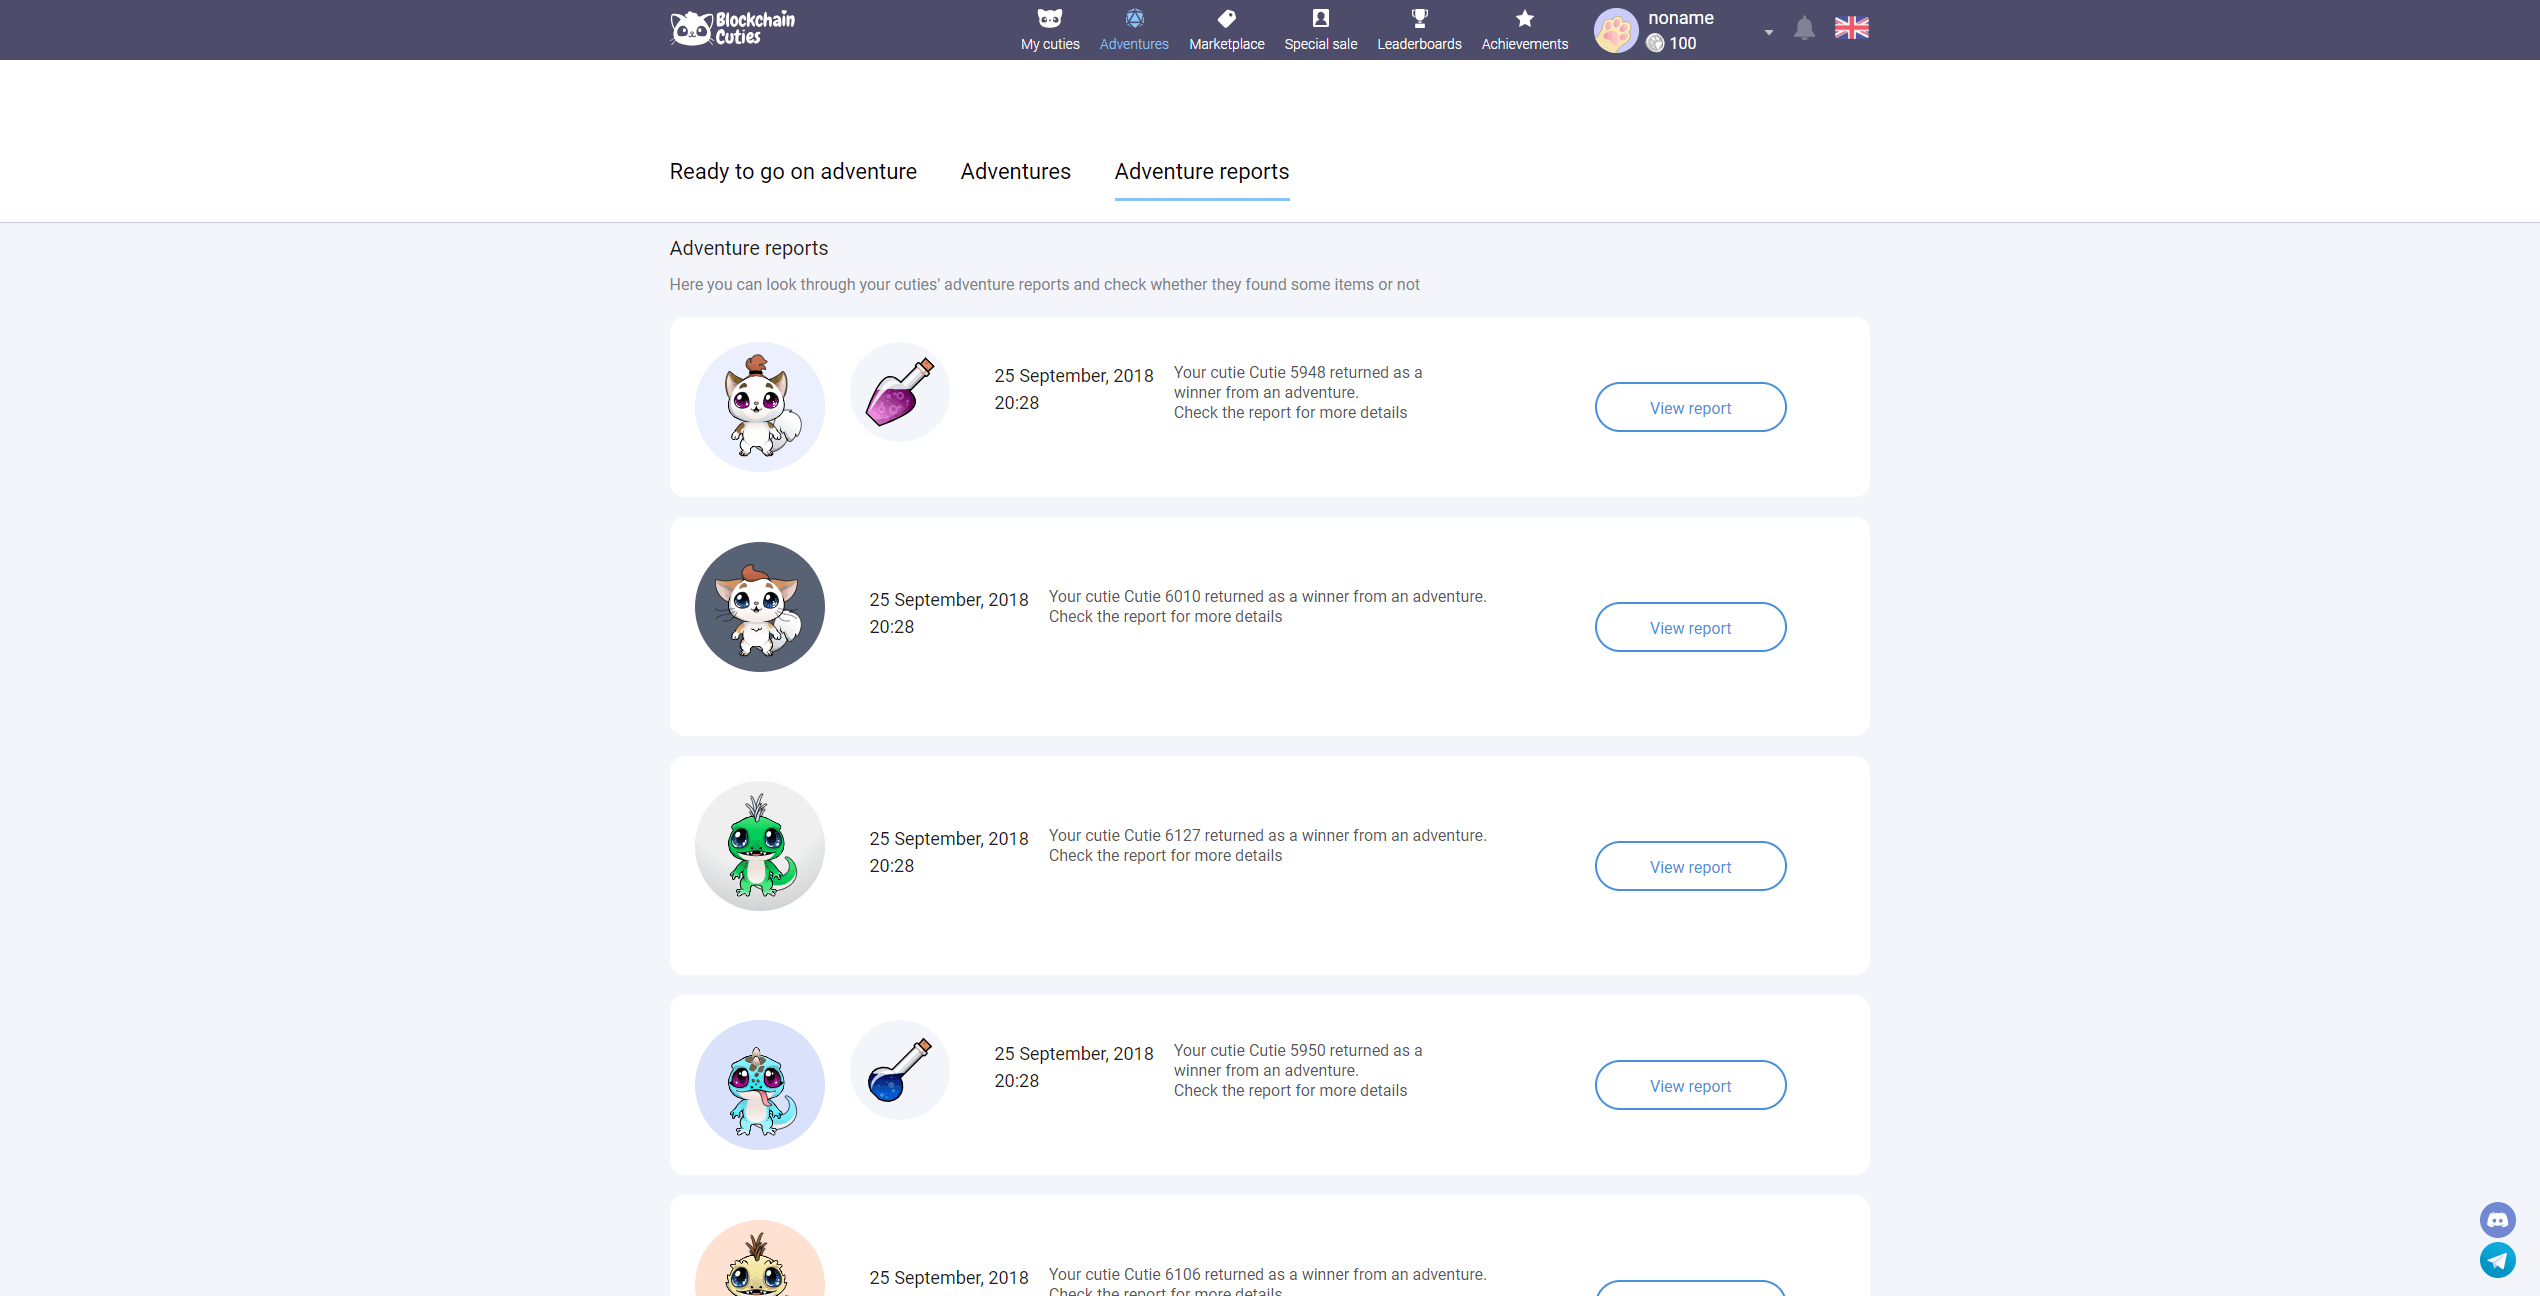 Blockchain
Cuties
My cuties
Adventures
Marketplace
Special sale
Leaderboards
Achievements
noname
100
Ready to go on adventure
Adventures
Adventure reports
Adventure reports
Here you can look through your cuties' adventure reports and check whether they found some items or not
25 September, 2018
20:28
Your cutie Cutie 5948 returned as a
winner from an adventure.
Check the report for more details
View report
25 September, 2018
20:28
Your cutie Cutie 6010 returned as a winner from an adventure.
Check the report for more details
View report
25 September, 2018
20:28
Your cutie Cutie 6127 returned as a winner from an adventure.
Check the report for more details
View report
25 September, 2018
20:28
Your cutie Cutie 5950 returned as a
winner from an adventure.
Check the report for more details
View report
25 September, 2018
Your cutie Cutie 6106 returned as a winner from an adventure.
Check the report for more details